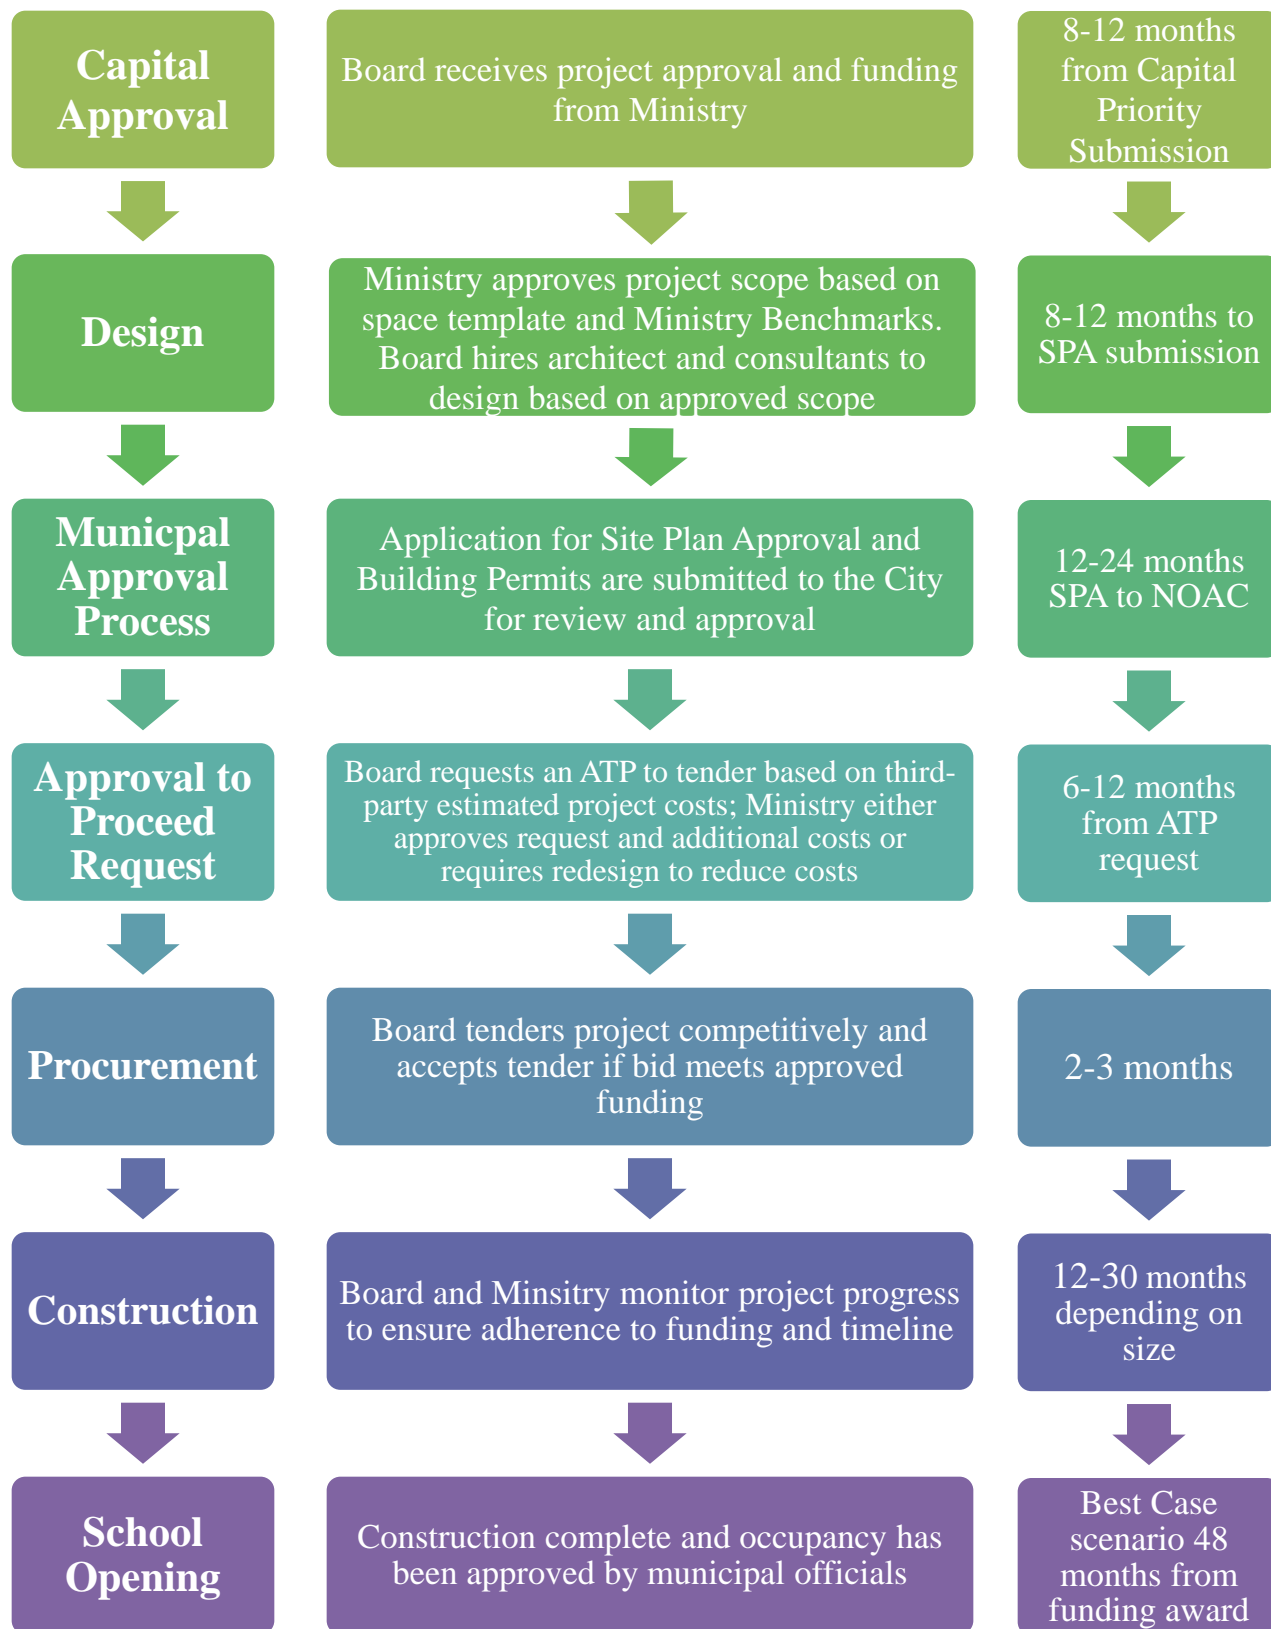 Capital
Approval
Board receives project approval and funding
from Ministry
8-12 months
from Capital
Priority
Submission
Design
Ministry approves project scope based on
space template and Ministry Benchmarks.
Board hires architect and consultants to
design based on approved scope
8-12 months to
SPA submission
Municpal
Approval
Process
Application for Site Plan Approval and
Building Permits are submitted to the City
for review and approval
12-24 months
SPA to NOAC
Approval to
Proceed
Request
Board requests an ATP to tender based on third-
party estimated project costs; Ministry either
approves request and additional costs or
requires redesign to reduce costs
6-12 months
from ATP
request
Procurement
Board tenders project competitively and
accepts tender if bid meets approved
funding
2-3 months
Construction
Board and Minsitry monitor project progress
to ensure adherence to funding and timeline
12-30 months
depending on
size
School
Opening
Construction complete and occupancy has
been approved by municipal officials
Best Case
scenario 48
months from
funding award